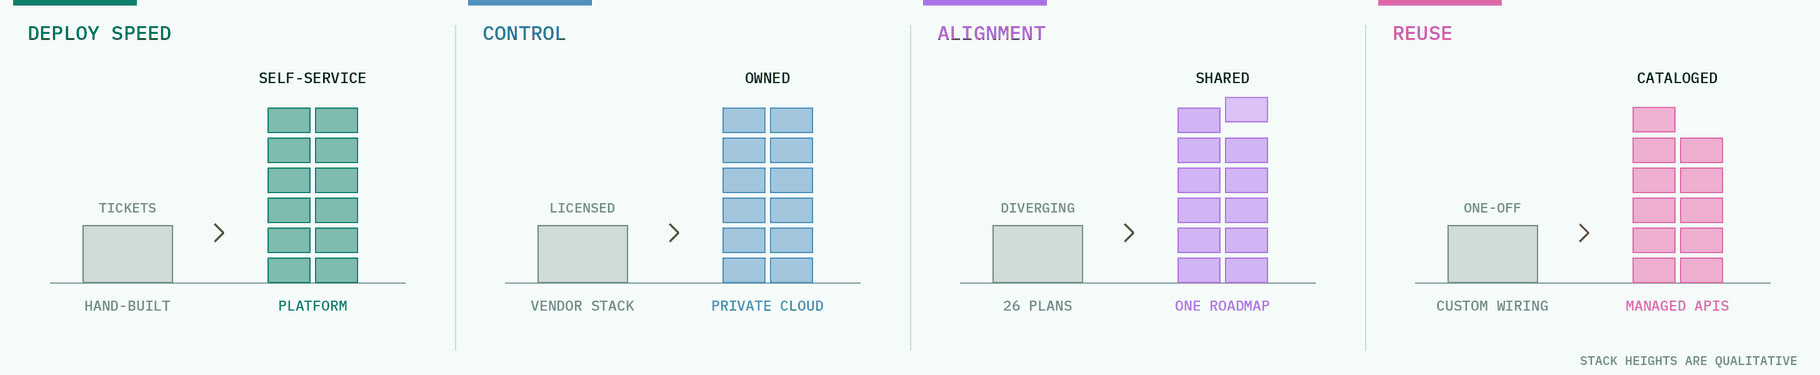 DEPLOY SPEED
SELF-SERVICE
TICKETS
HAND-BUILT
PLATFORM
CONTROL
OWNED
LICENSED
VENDOR STACK
PRIVATE CLOUD
ALIGNMENT
SHARED
DIVERGING
26 PLANS
ONE ROADMAP
REUSE
CATALOGED
ONE-OFF
CUSTOM WIRING
MANAGED APIS
STACK HEIGHTS ARE QUALITATIVE